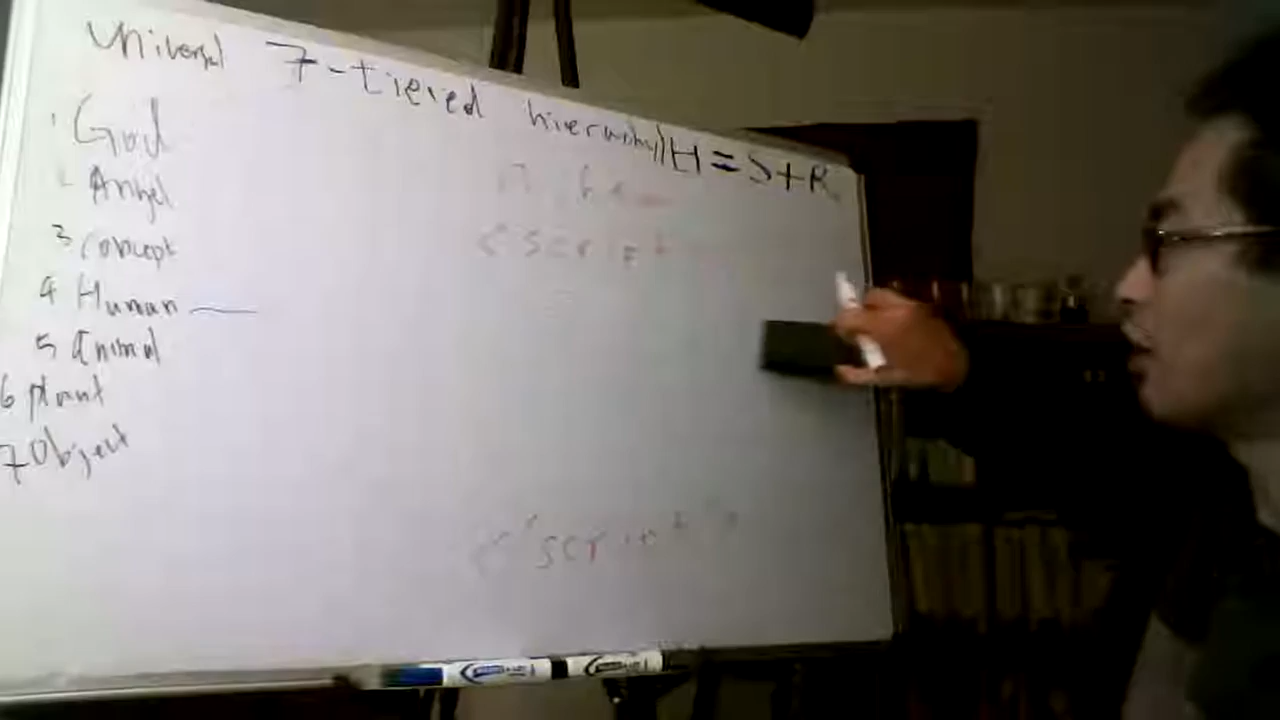 Universal 7-tiered hierarchy H = S + R
1 God
2 Angel
3 Concept
4 Human —
5 Animal
6 Plant
7 Object